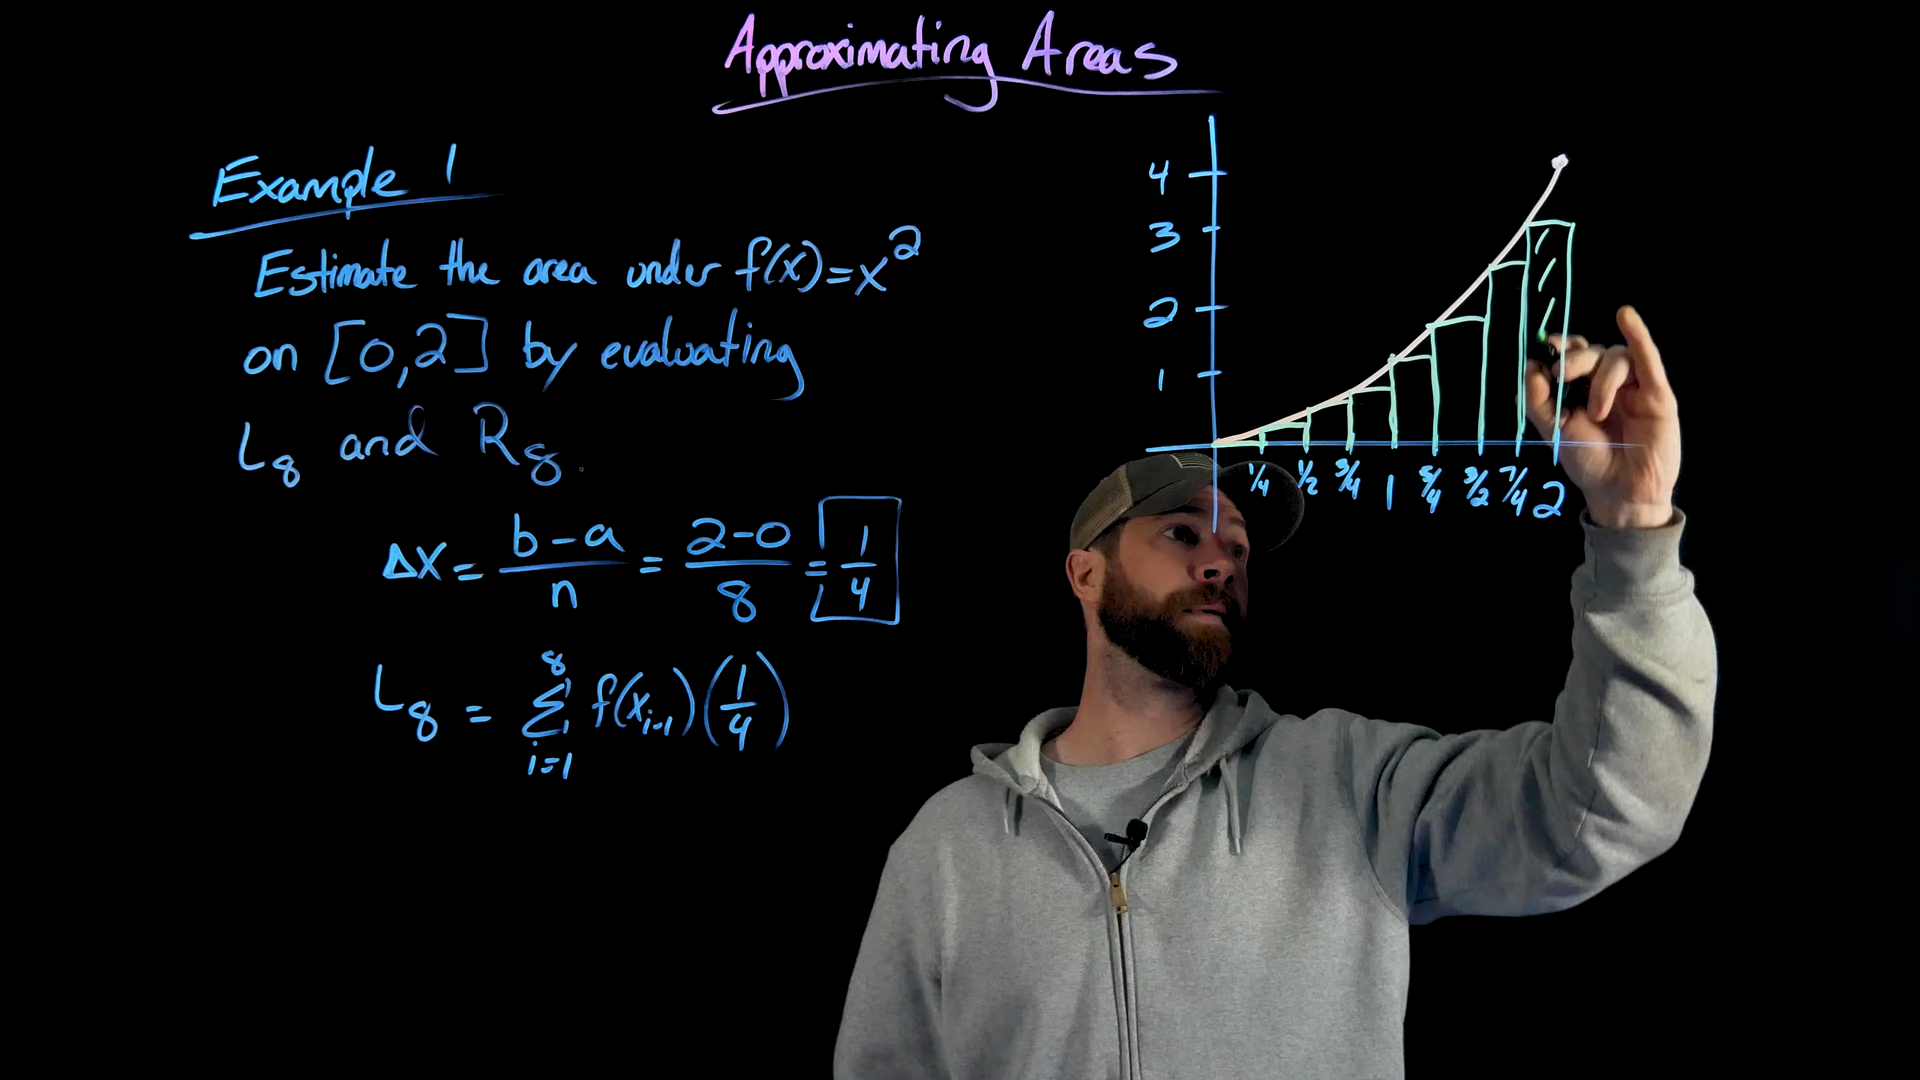 Approximating Areas
Example 1
Estimate the area under f(x)=x²
on [0,2] by evaluating
L₈ and R₈.
Δx = (b-a)/n = (2-0)/8 = 1/4
L₈ = ∑_{i=1}^{8} f(x_{i-1})(1/4)
4
3
2
1
1/4 1/2 3/4 1 5/4 3/2 7/4 2